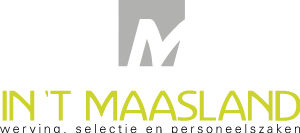 M
IN 'T MAASLAND
werving, selectie en personeelszaken